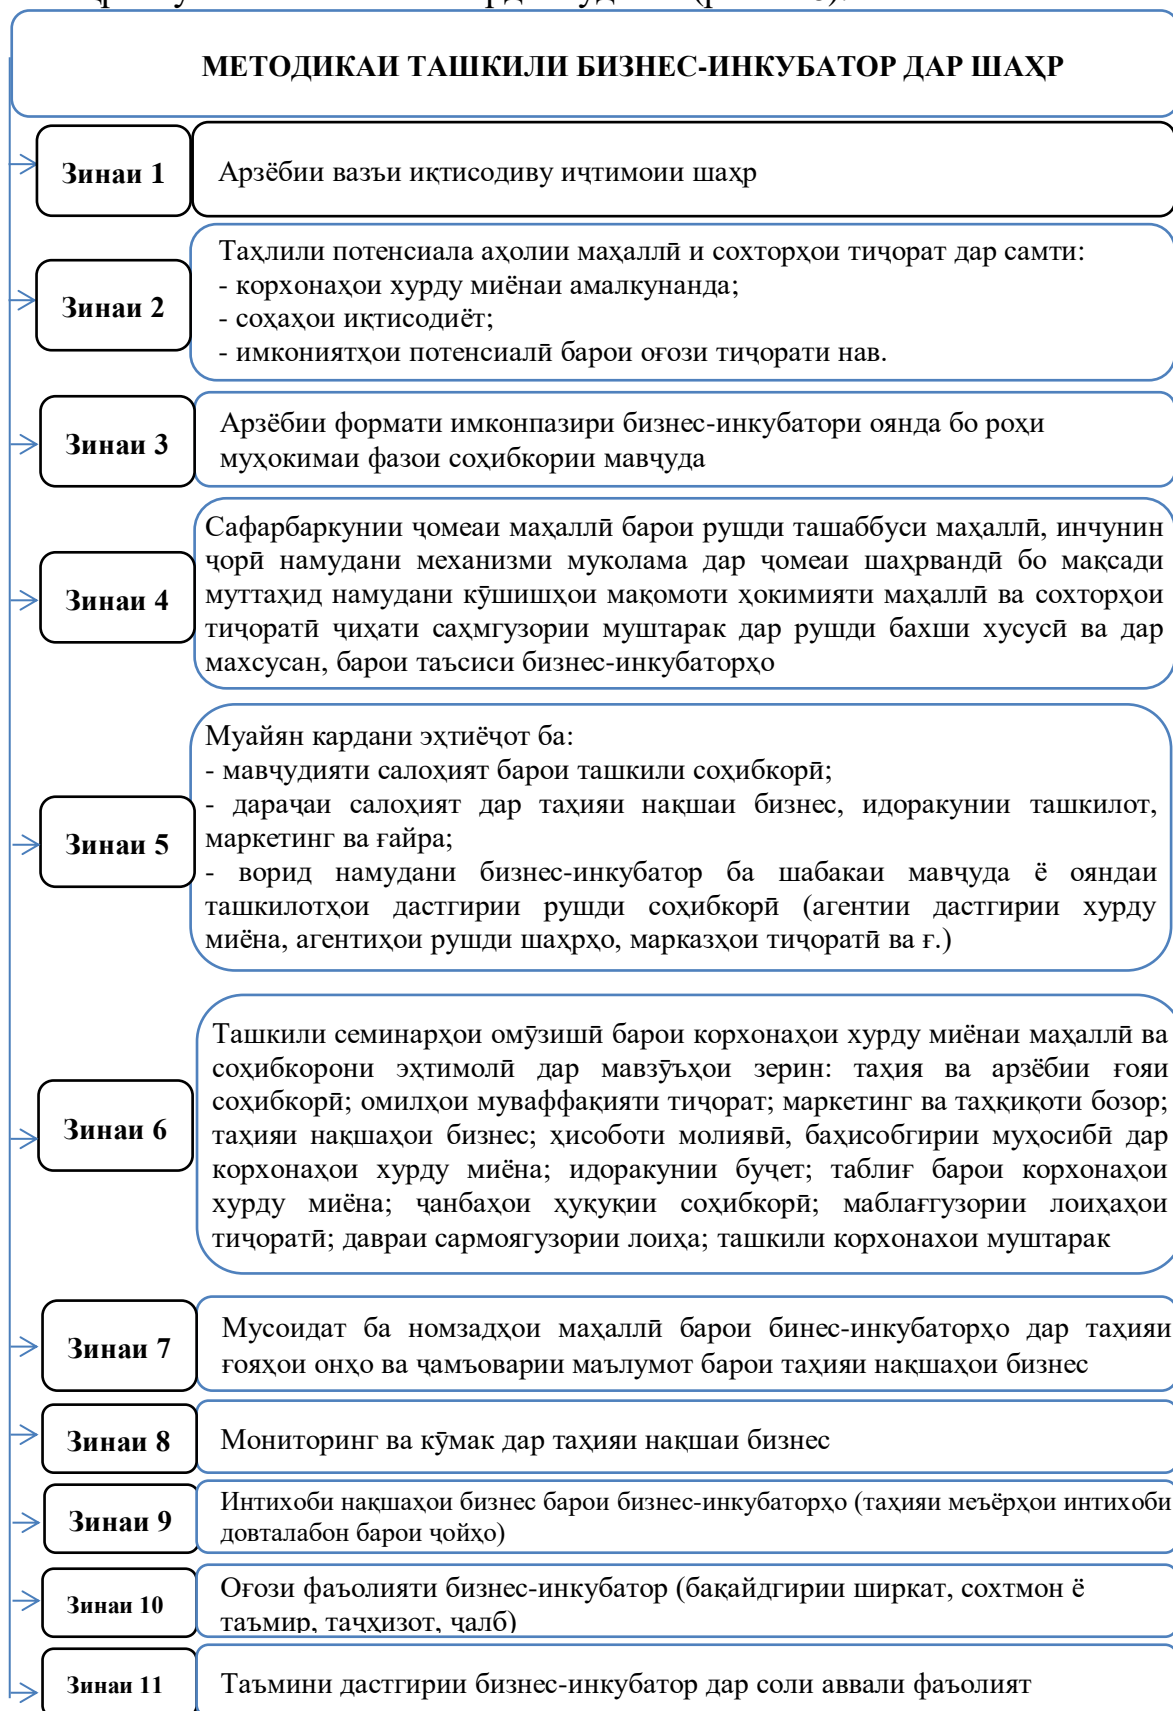 МЕТОДИКАИ ТАШКИЛИ БИЗНЕС-ИНКУБАТОР ДАР ШАҲР
Зинаи 1
Арзёбии вазъи иқтисодиву иҷтимоии шаҳр
Зинаи 2
Таҳлили потенсиала аҳолии маҳаллӣ и сохторҳои тиҷорат дар самти:
- корхонаҳои хурду миёнаи амалкунанда;
- соҳаҳои иқтисодиёт;
- имкониятҳои потенсиалӣ барои оғози тиҷорати нав.
Зинаи 3
Арзёбии формати имконпазири бизнес-инкубатори оянда бо роҳи
муҳокимаи фазои соҳибкории мавҷуда
Зинаи 4
Сафарбаркунии ҷомеаи маҳаллӣ барои рушди ташаббуси маҳаллӣ, инчунин
ҷорӣ намудани механизми муколама дар ҷомеаи шаҳрвандӣ бо мақсади
муттаҳид намудани кӯшишҳои мақомоти ҳокимияти маҳаллӣ ва сохторҳои
тиҷоратӣ ҷиҳати саҳмгузории муштарак дар рушди бахши хусусӣ ва дар
махсусан, барои таъсиси бизнес-инкубаторҳо
Зинаи 5
Муайян кардани эҳтиёҷот ба:
- мавҷудияти салоҳият барои ташкили соҳибкорӣ;
- дараҷаи салоҳият дар таҳияи нақшаи бизнес, идоракунии ташкилот,
маркетинг ва ғайра;
- ворид намудани бизнес-инкубатор ба шабакаи мавҷуда ё ояндаи
ташкилотҳои дастгирии рушди соҳибкорӣ (агентии дастгирии хурду
миёна, агентиҳои рушди шаҳрҳо, марказҳои тиҷоратӣ ва ғ.)
Зинаи 6
Ташкили семинарҳои омӯзишӣ барои корхонаҳои хурду миёнаи маҳаллӣ ва
соҳибкорони эҳтимолӣ дар мавзӯъҳои зерин: таҳия ва арзёбии ғояи
соҳибкорӣ; омилҳои муваффақияти тиҷорат; маркетинг ва таҳқиқоти бозор;
таҳияи нақшаҳои бизнес; ҳисоботи молиявӣ, баҳисобгирии муҳосибӣ дар
корхонаҳои хурду миёна; идоракунии буҷет; таблиғ барои корхонаҳои
хурду миёна; ҷанбаҳои ҳуқуқии соҳибкорӣ; маблағгузории лоиҳаҳои
тиҷоратӣ; давраи сармоягузории лоиҳа; ташкили корхонахои муштарак
Зинаи 7
Мусоидат ба номзадҳои маҳаллӣ барои бинес-инкубаторҳо дар таҳияи
ғояҳои онҳо ва ҷамъоварии маълумот барои таҳияи нақшаҳои бизнес
Зинаи 8
Мониторинг ва кӯмак дар таҳияи нақшаи бизнес
Зинаи 9
Интихоби нақшаҳои бизнес барои бизнес-инкубаторҳо (таҳияи меъёрҳои интихоби
довталабон барои ҷойҳо)
Зинаи 10
Оғози фаъолияти бизнес-инкубатор (бақайдгирии ширкат, сохтмон ё
таъмир, таҷҳизот, ҷалб)
Зинаи 11
Таъмини дастгирии бизнес-инкубатор дар соли аввали фаъолият